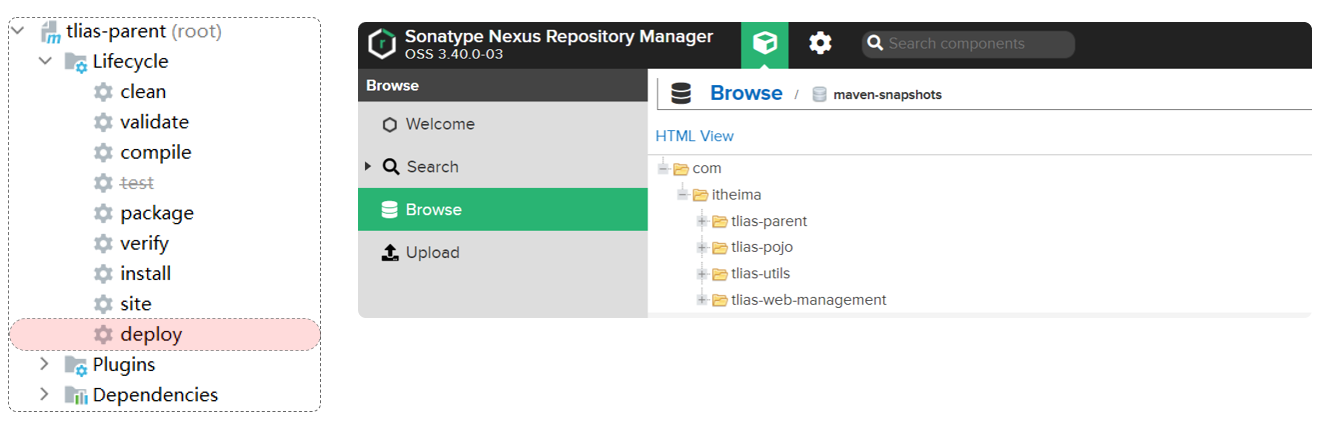 tlias-parent (root)
Lifecycle
clean
validate
compile
test
package
verify
install
site
deploy
Plugins
Dependencies
Sonatype Nexus Repository Manager
OSS 3.40.0-03
Search components
Browse
Welcome
Search
Browse
Upload
Browse / maven-snapshots
HTML View
com
itheima
tlias-parent
tlias-pojo
tlias-utils
tlias-web-management